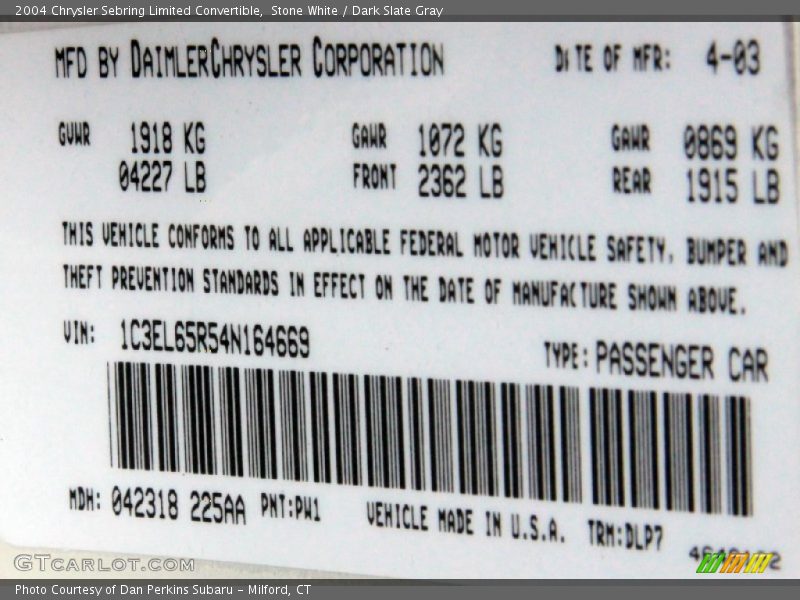 2004 Chrysler Sebring Limited Convertible,  Stone White / Dark Slate Gray
MFD BY DAIMLERCHRYSLER CORPORATION DATE OF MFR: 4-03
GVWR 1918 KG GAWR 1072 KG GAWR 0869 KG
04227 LB FRONT 2362 LB REAR 1915 LB
THIS VEHICLE CONFORMS TO ALL APPLICABLE FEDERAL MOTOR VEHICLE SAFETY, BUMPER AND
THEFT PREVENTION STANDARDS IN EFFECT ON THE DATE OF MANUFACTURE SHOWN ABOVE.
VIN: 1C3EL65R54N164669 TYPE: PASSENGER CAR
MDH: 042318 225AA PNT:PW1 VEHICLE MADE IN U.S.A. TRM:DLP7
GTCARLOT.COM
Photo Courtesy of Dan Perkins Subaru - Milford, CT